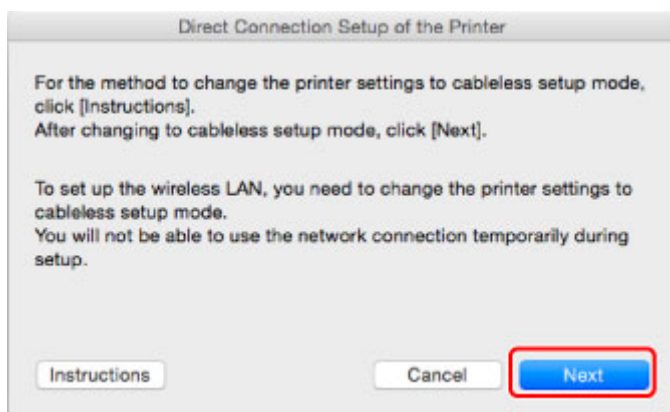 Direct Connection Setup of the Printer
For the method to change the printer settings to cableless setup mode,
click [Instructions].
After changing to cableless setup mode, click [Next].
To set up the wireless LAN, you need to change the printer settings to
cableless setup mode.
You will not be able to use the network connection temporarily during
setup.
Instructions Cancel Next